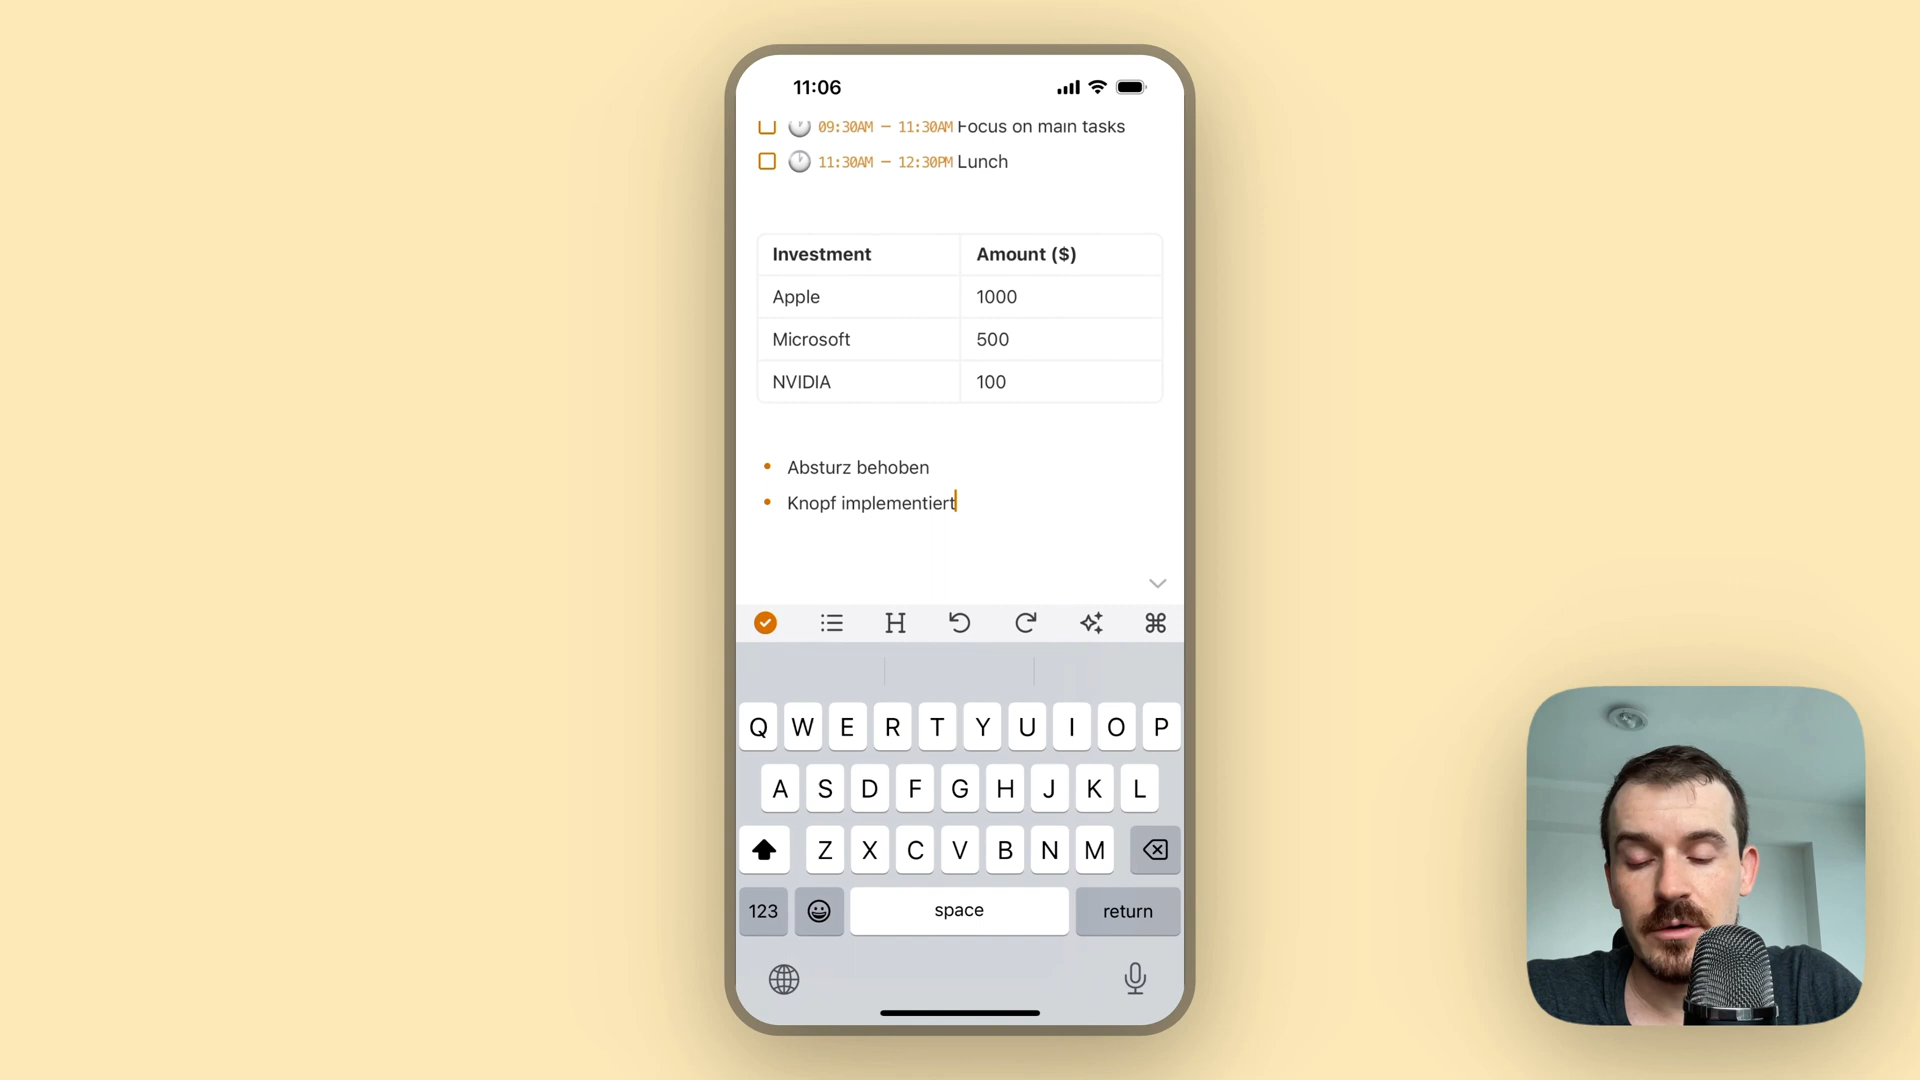 11:06
09:30AM – 11:30AM Focus on main tasks
11:30AM – 12:30PM Lunch
Investment Amount ($)
Apple 1000
Microsoft 500
NVIDIA 100
• Absturz behoben
• Knopf implementiert
H
Q W E R T Y U I O P
A S D F G H J K L
Z X C V B N M
123 space return